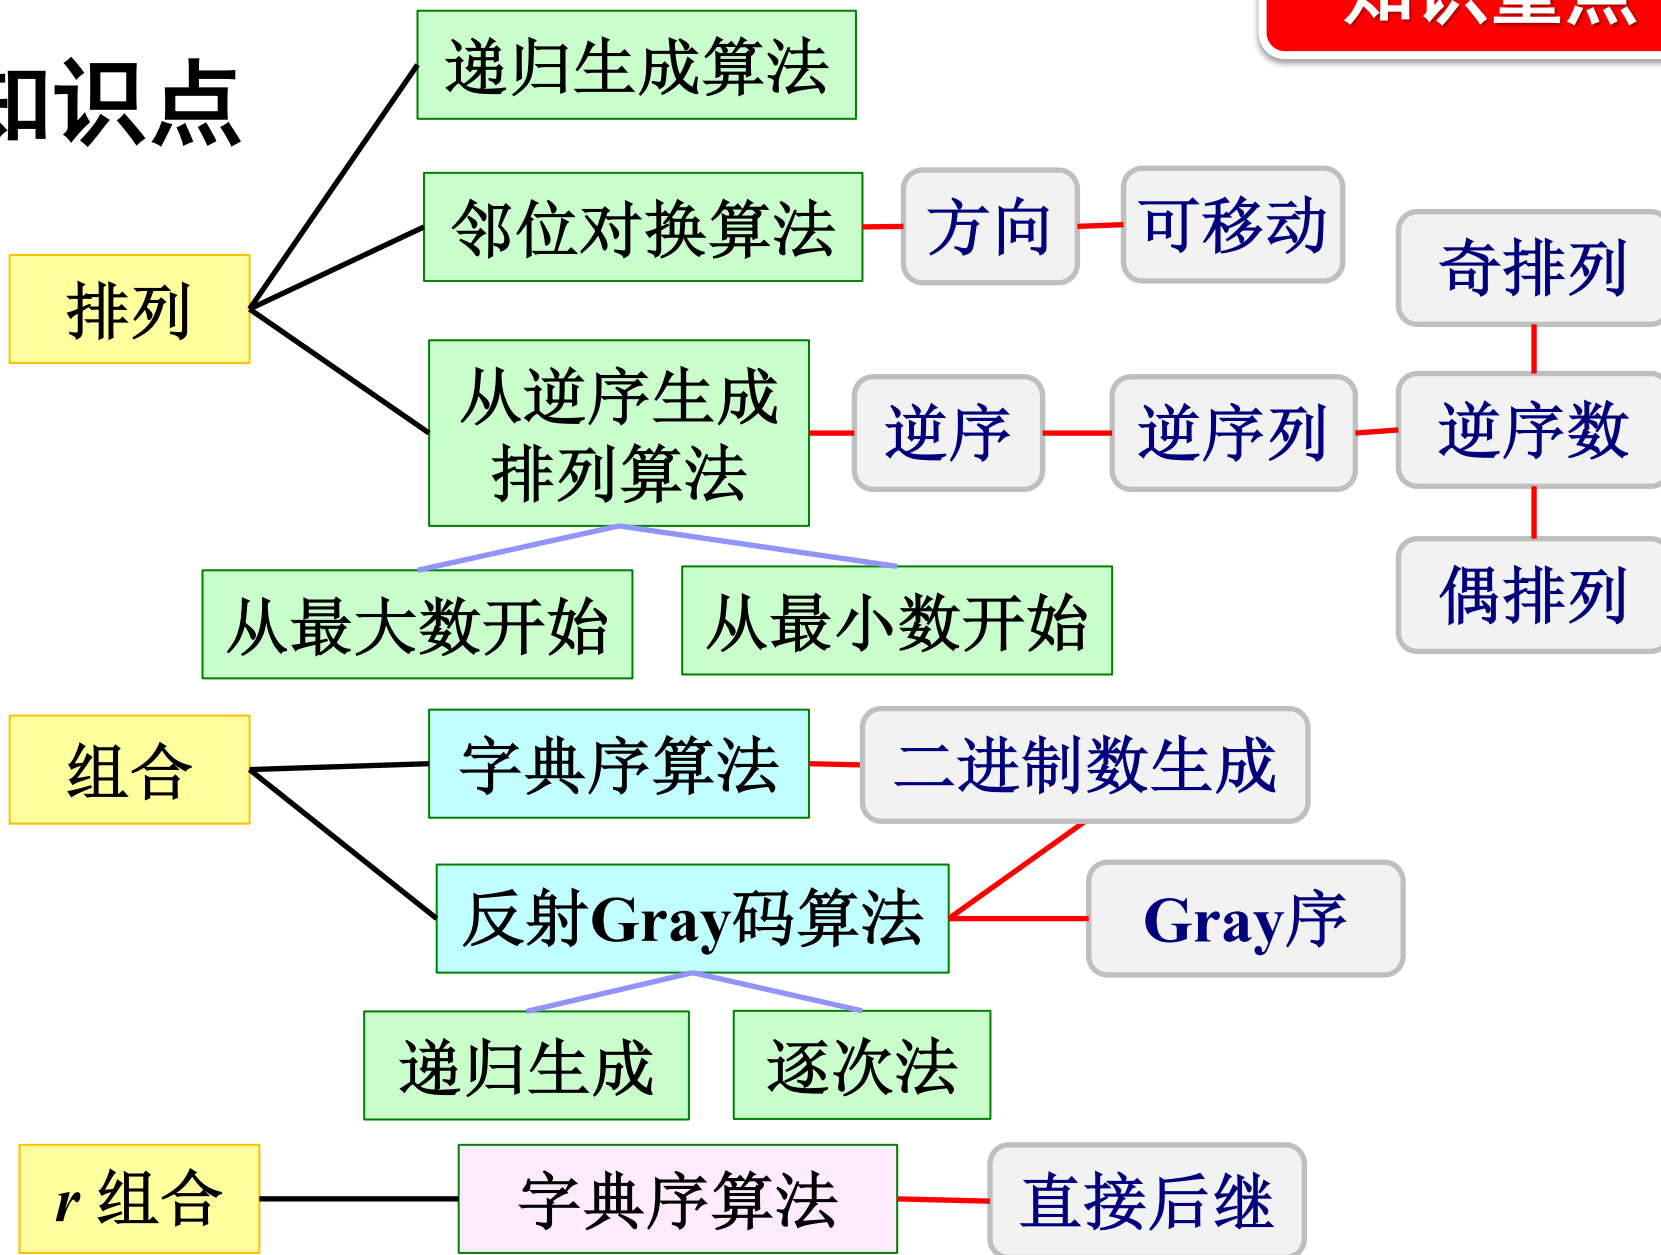 知识重点
知识点
递归生成算法
邻位对换算法
方向
可移动
奇排列
排列
从逆序生成
排列算法
逆序
逆序列
逆序数
偶排列
从最大数开始
从最小数开始
组合
字典序算法
二进制数生成
反射Gray码算法
Gray序
递归生成
逐次法
r 组合
字典序算法
直接后继